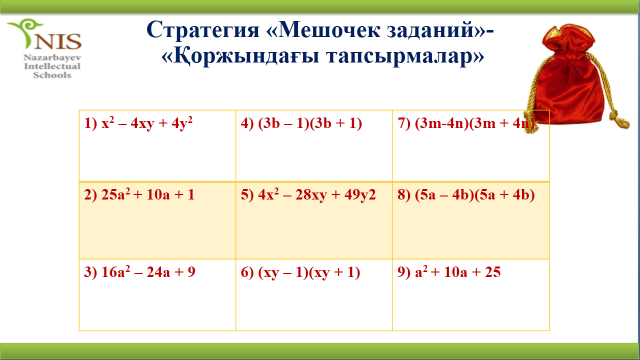 NIS
Nazarbayev
Intellectual
Schools
Стратегия «Мешочек заданий»-
«Қоржындағы тапсырмалар»
1) x² – 4xy + 4y²
4) (3b – 1)(3b + 1)
7) (3m-4n)(3m + 4n)
2) 25a² + 10a + 1
5) 4x² – 28xy + 49y2
8) (5a – 4b)(5a + 4b)
3) 16a² – 24a + 9
6) (xy – 1)(xy + 1)
9) a² + 10a + 25